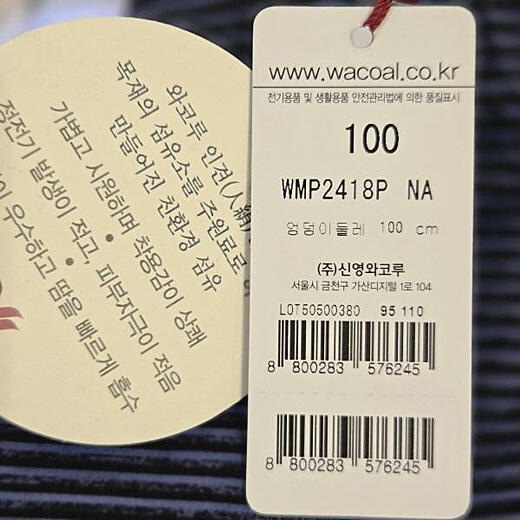 와코루 인견(人絹)
목재의 섬유소를 주원료로
만들어진 친환경 섬유
가볍고 시원하며 착용감이 상쾌
정전기 발생이 적고, 피부자극이 적음
우수하고 땀을 빠르게 흡수
www.wacoal.co.kr
전기용품 및 생활용품 안전관리법에 의한 품질표시
100
WMP2418P NA
엉덩이둘레 100 cm
(주)신영와코루
서울시 금천구 가산디지털 1로 104
LOT50500380 95 110
8 800283 576245
8 800283 576245